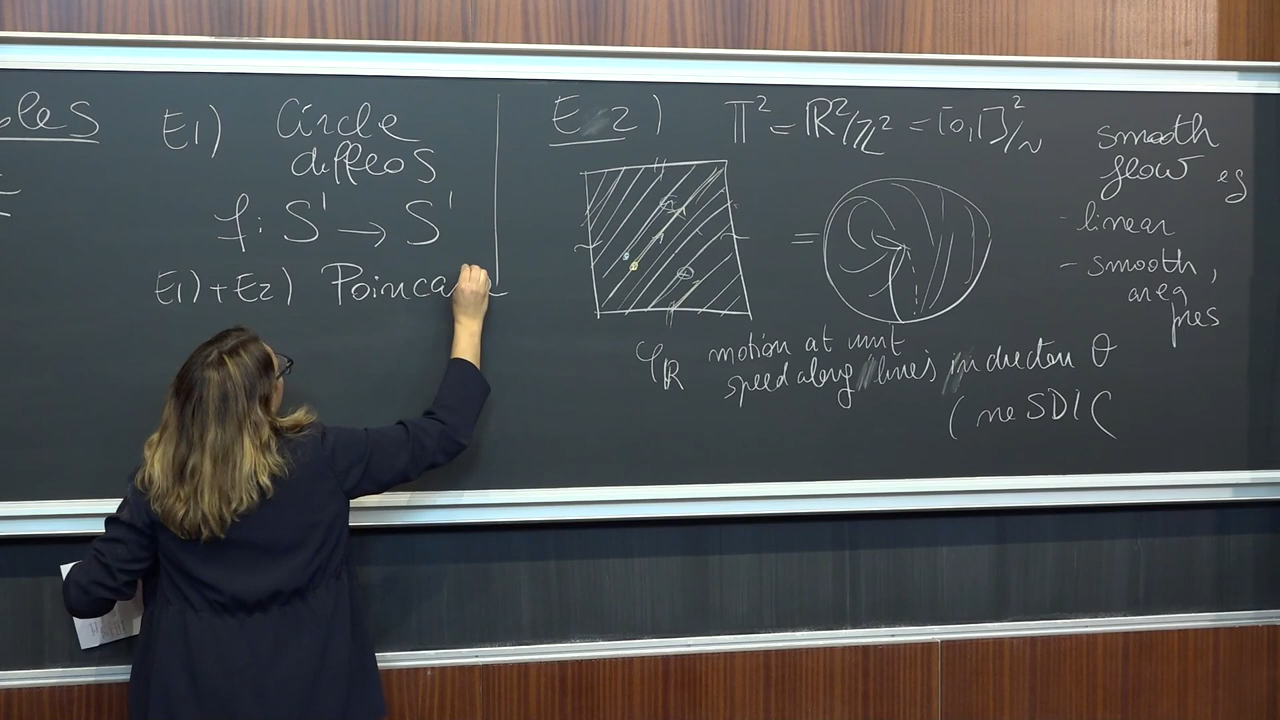 E1) Circle
diffeos
f: S¹ → S¹
E1) + E2) Poincar
E2) 𝕋² = ℝ²/ℤ² = [0,1]²/~
=
φ_ℝ motion at unit
speed along lines in direction θ
(no SDIC
smooth
flow eg
- linear
- smooth,
area
pres